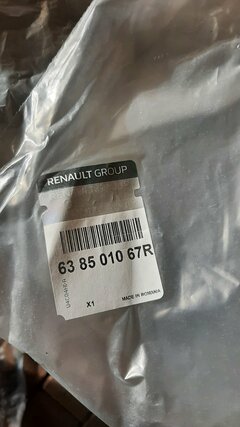 RENAULT GROUP
63 85 010 67R
X1
MADE IN ROMANIA